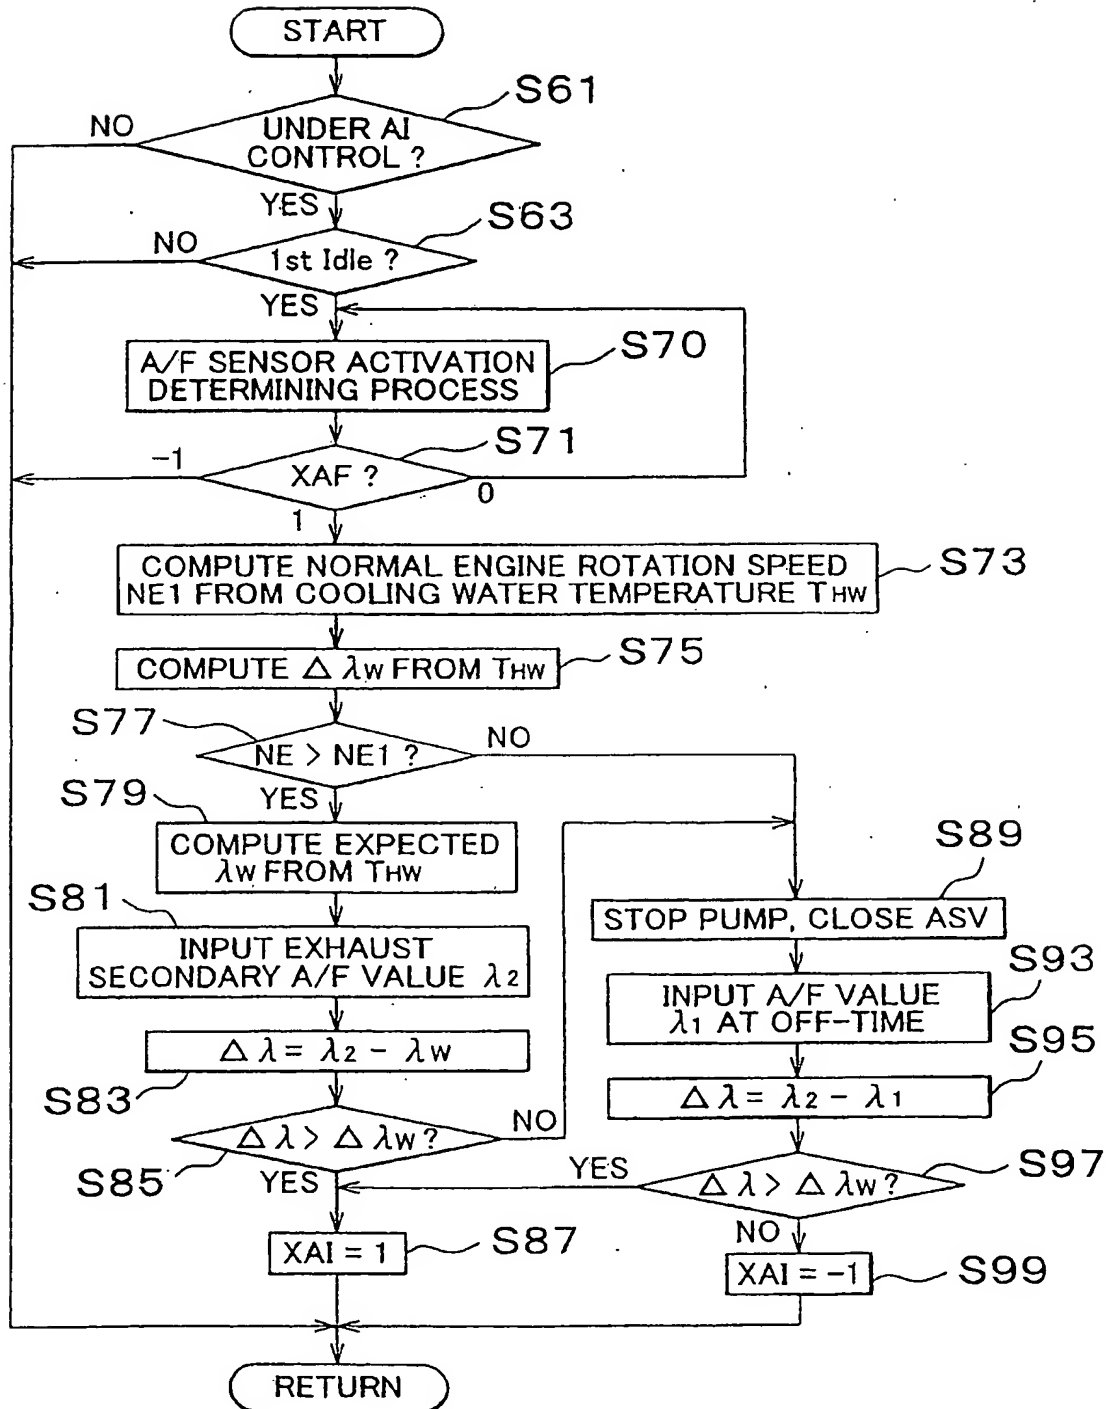 START
S61
NO
UNDER AI
CONTROL ?
YES
S63
NO
1st Idle ?
YES
S70
A/F SENSOR ACTIVATION
DETERMINING PROCESS
S71
-1
XAF ?
0
1
S73
COMPUTE NORMAL ENGINE ROTATION SPEED
NE1 FROM COOLING WATER TEMPERATURE THW
S75
COMPUTE △ λW FROM THW
S77
NO
NE > NE1 ?
YES
S79
COMPUTE EXPECTED
λW FROM THW
S81
INPUT EXHAUST
SECONDARY A/F VALUE λ2
△ λ = λ2 - λW
S83
NO
△ λ > △ λW ?
S85
YES
S89
STOP PUMP, CLOSE ASV
S93
INPUT A/F VALUE
λ1 AT OFF-TIME
S95
△ λ = λ2 - λ1
S97
YES
△ λ > △ λW ?
NO
XAI = 1
S87
XAI = -1
S99
RETURN